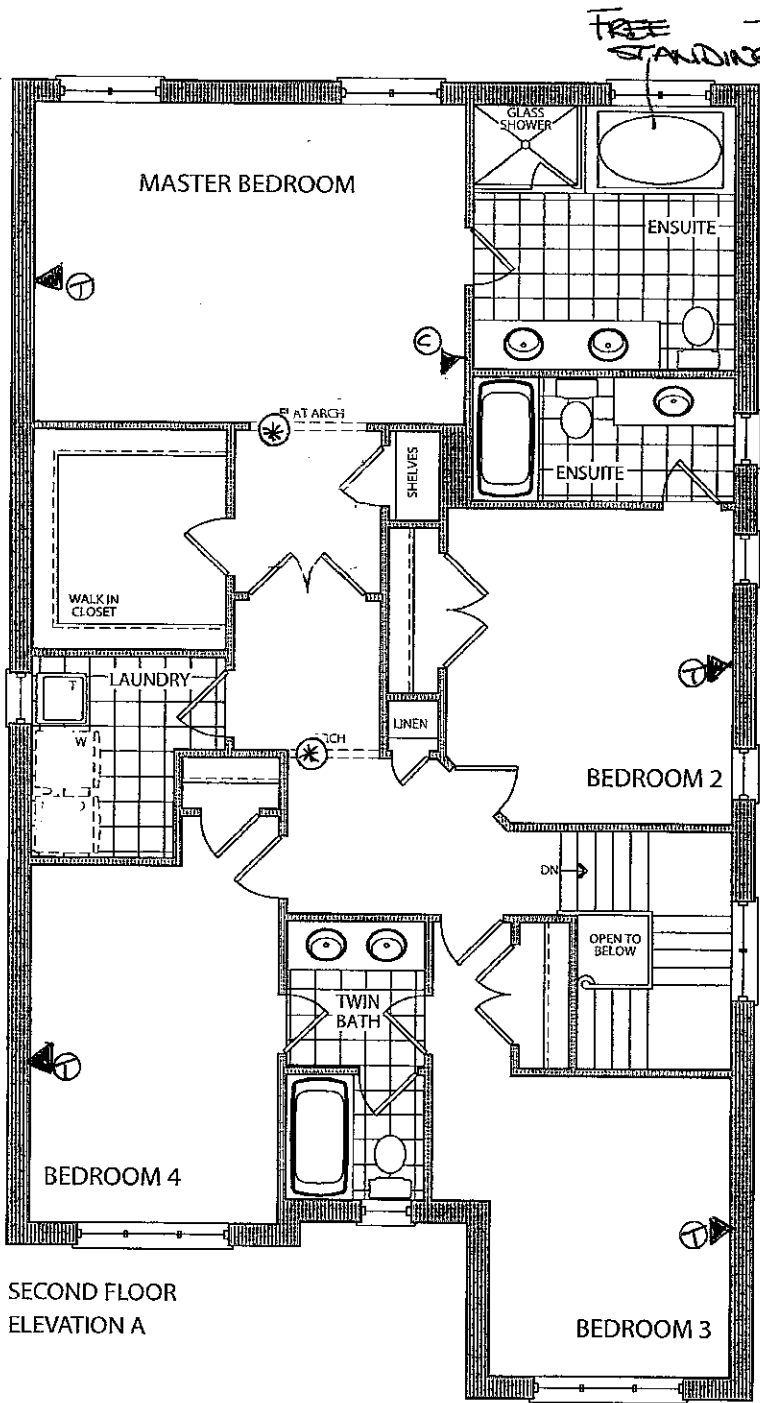 FREE
STANDING
GLASS
SHOWER
MASTER BEDROOM
ENSUITE
T
C
FLAT ARCH
SHELVES
ENSUITE
WALK IN
CLOSET
LAUNDRY
T
W
T
LINEN
ARCH
BEDROOM 2
DN
OPEN TO
BELOW
TWIN
BATH
T
BEDROOM 4
T
SECOND FLOOR
ELEVATION A
BEDROOM 3